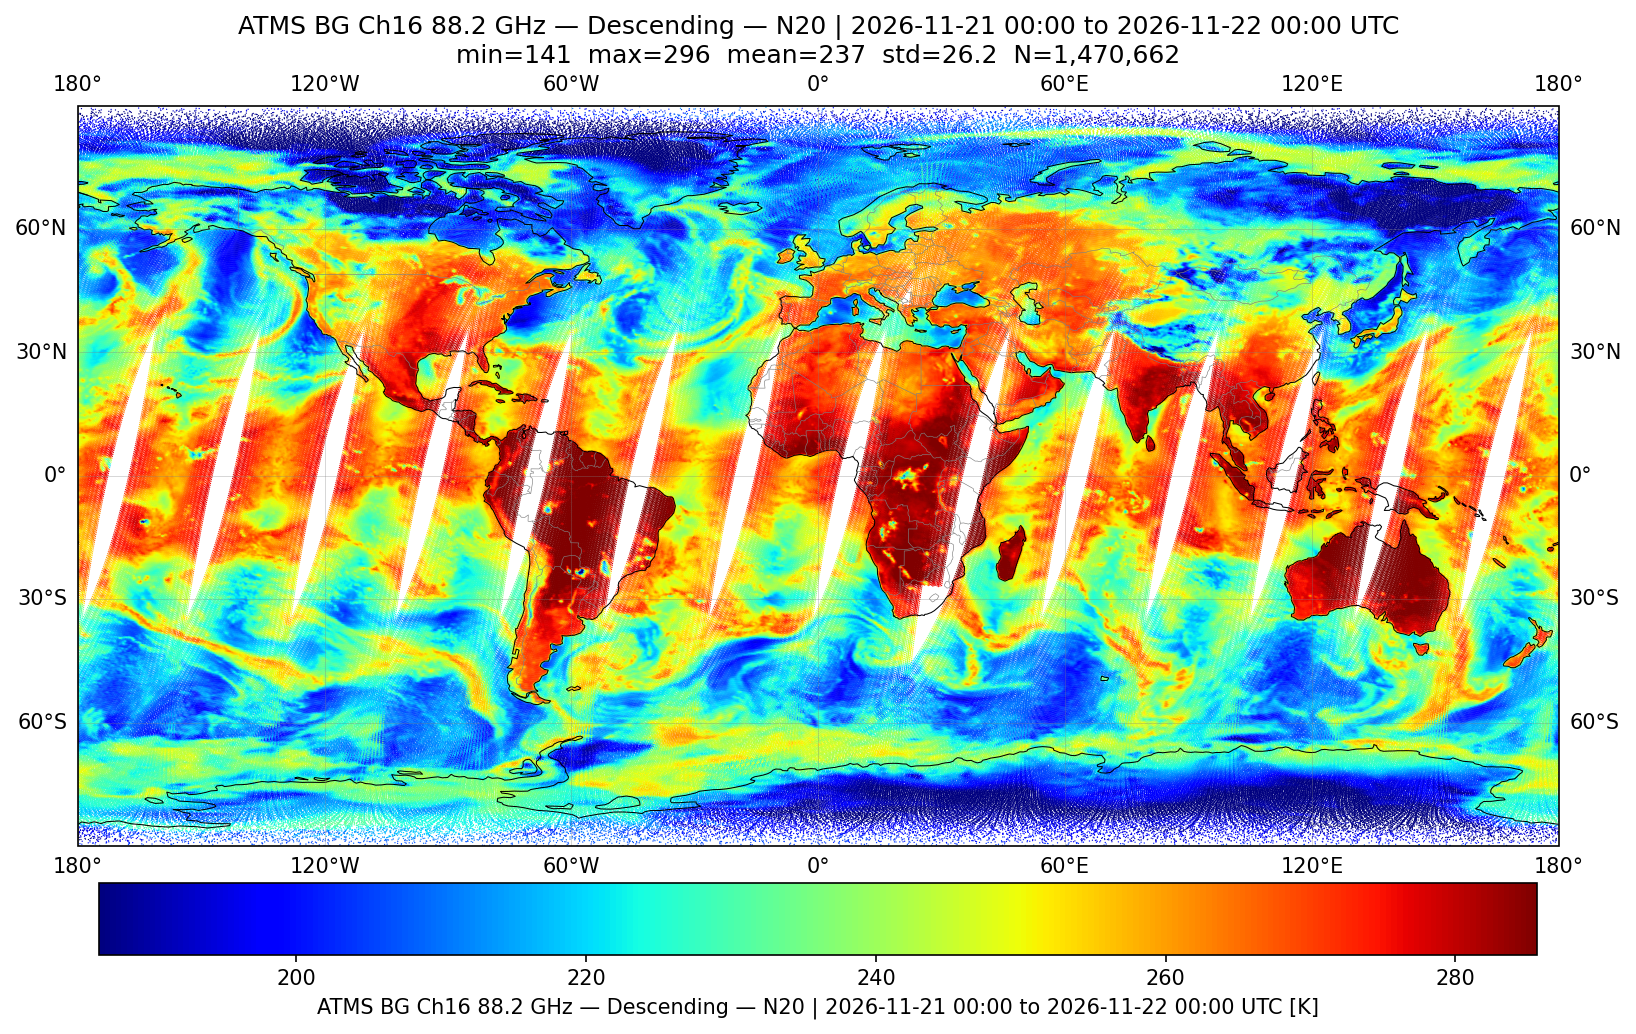 ATMS BG Ch16 88.2 GHz — Descending — N20 | 2026-11-21 00:00 to 2026-11-22 00:00 UTC
min=141  max=296  mean=237  std=26.2  N=1,470,662
180° 120°W 60°W 0° 60°E 120°E 180°
60°N 60°N
30°N 30°N
0° 0°
30°S 30°S
60°S 60°S
180° 120°W 60°W 0° 60°E 120°E 180°
200 220 240 260 280
ATMS BG Ch16 88.2 GHz — Descending — N20 | 2026-11-21 00:00 to 2026-11-22 00:00 UTC [K]